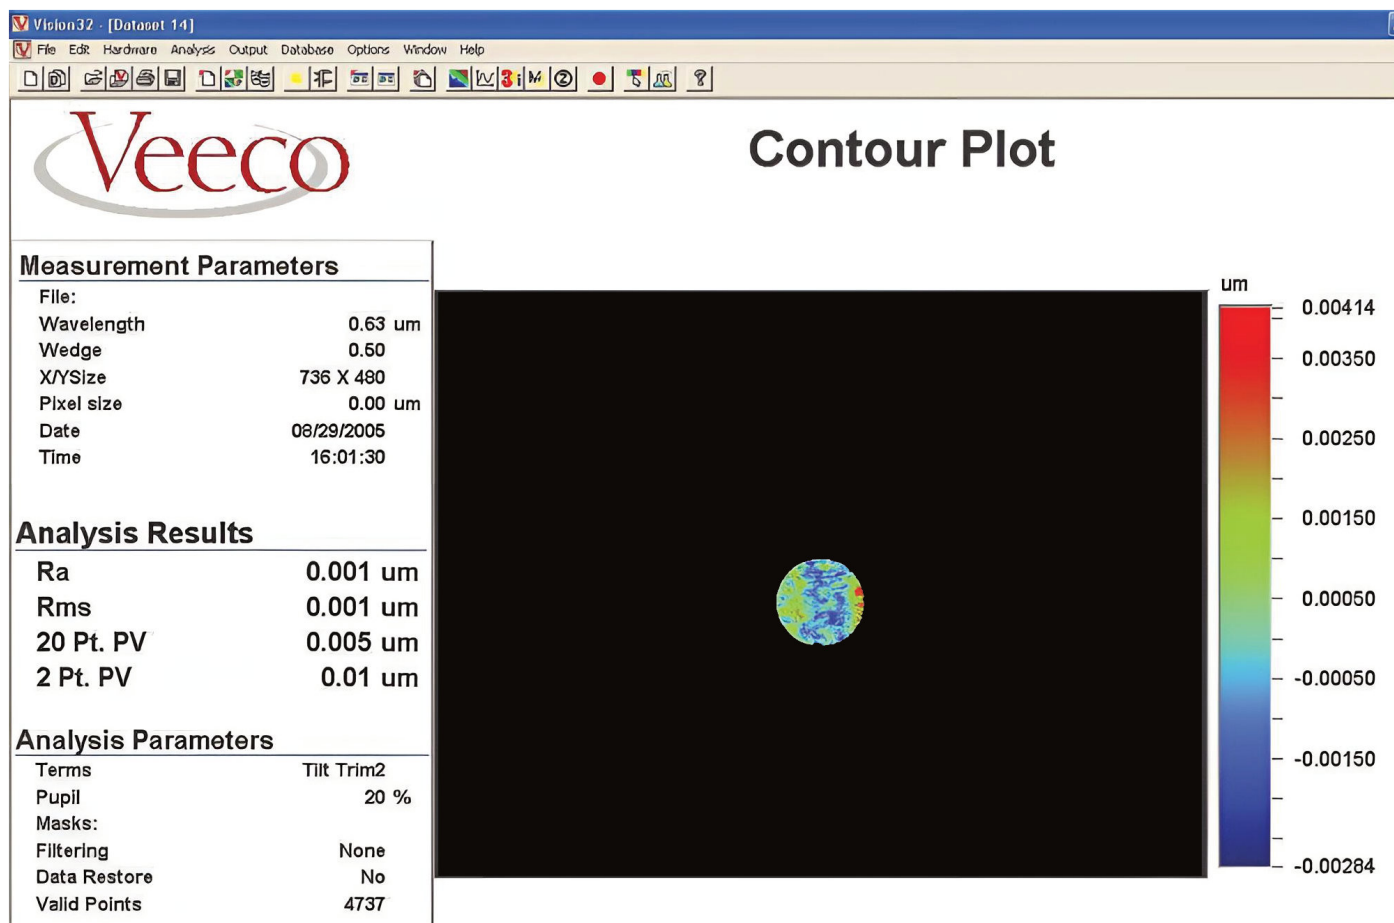 Vision32 - [Dataset 14]
File Edit Hardware Analysis Output Database Options Window Help
Veeco
Contour Plot
Measurement Parameters
File:
Wavelength 0.63 um
Wedge 0.50
X/YSize 736 X 480
Pixel size 0.00 um
Date 08/29/2005
Time 16:01:30
Analysis Results
Ra 0.001 um
Rms 0.001 um
20 Pt. PV 0.005 um
2 Pt. PV 0.01 um
Analysis Parameters
Terms Tilt Trim2
Pupil 20 %
Masks:
Filtering None
Data Restore No
Valid Points 4737
um
0.00414
0.00350
0.00250
0.00150
0.00050
-0.00050
-0.00150
-0.00284